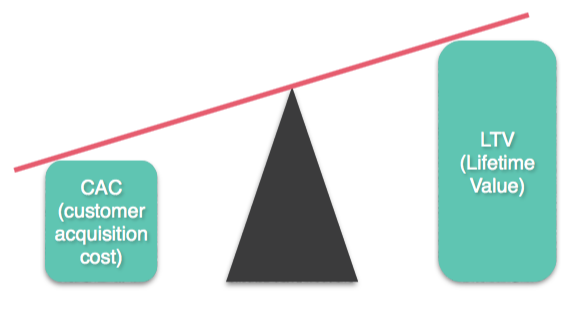 CAC
(customer
acquisition
cost)
LTV
(Lifetime
Value)